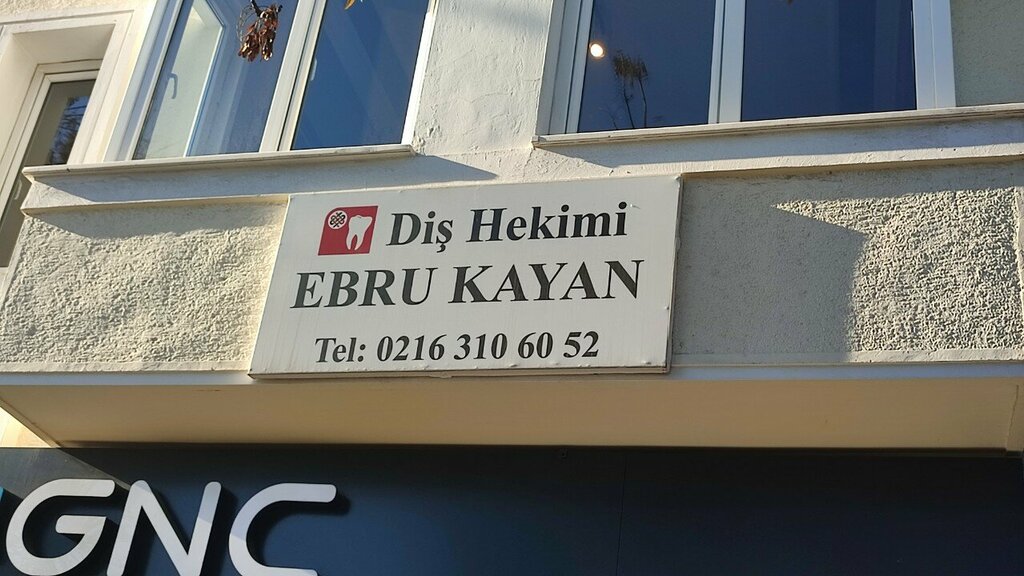 Diş Hekimi
EBRU KAYAN
Tel: 0216 310 60 52
GNC